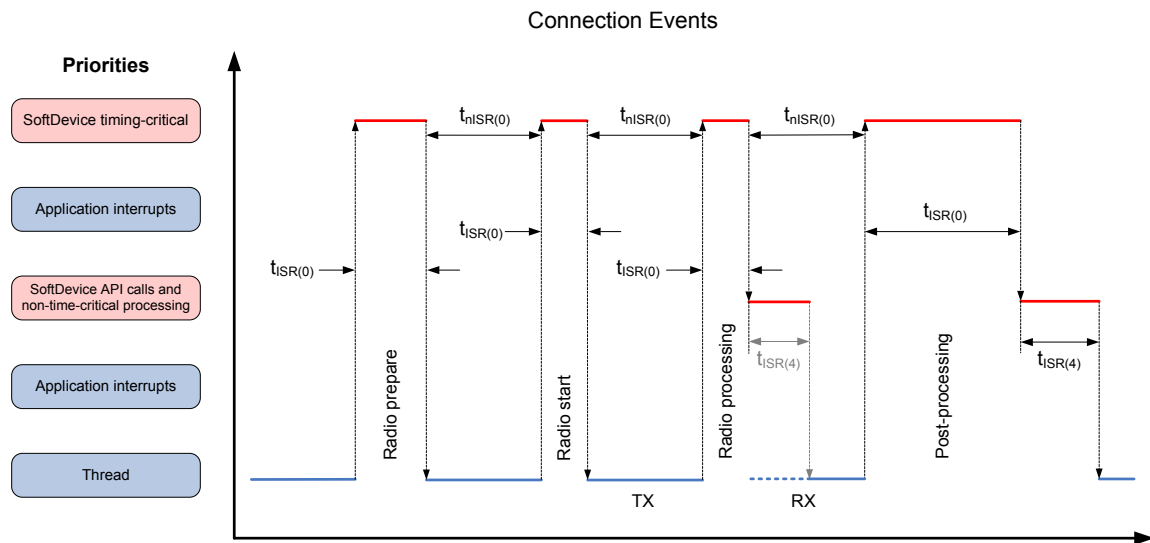 Connection Events
Priorities
SoftDevice timing-critical
Application interrupts
SoftDevice API calls and
non-time-critical processing
Application interrupts
Thread
tnISR(0)
tnISR(0)
tnISR(0)
tISR(0)
tISR(0)
tISR(0)
tISR(0)
tISR(4)
tISR(4)
Radio prepare
Radio start
Radio processing
Post-processing
TX
RX